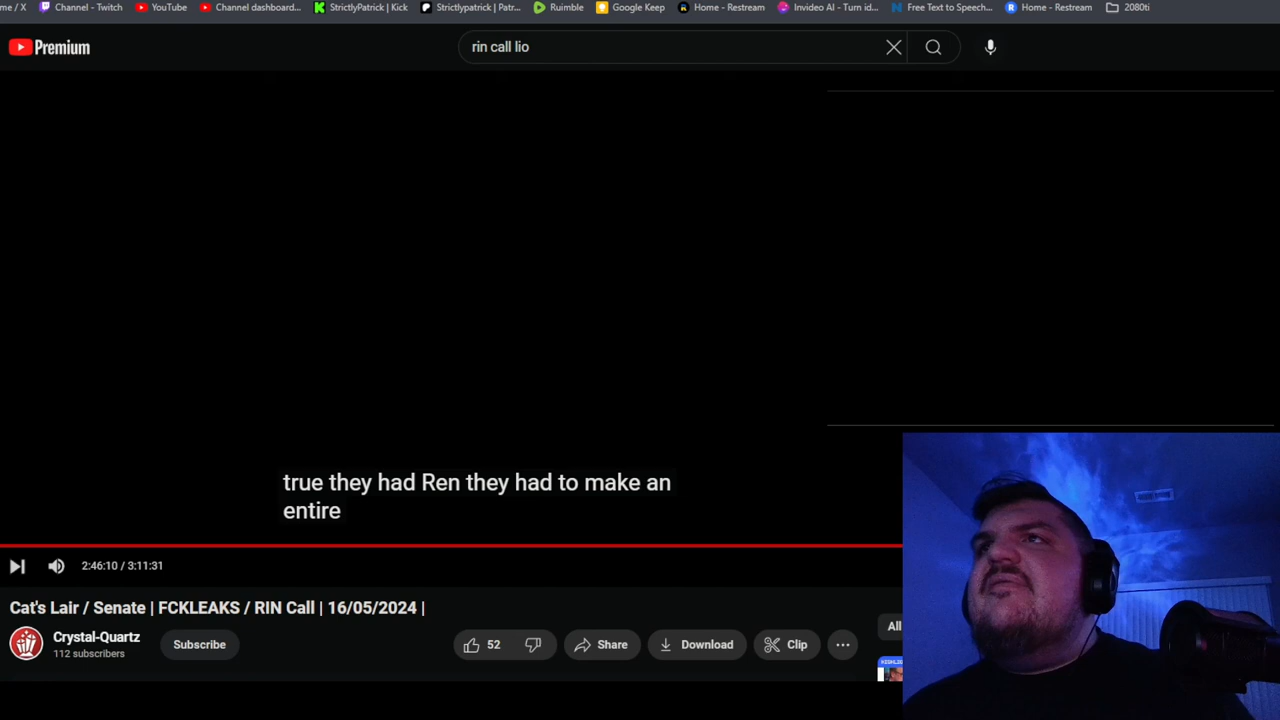 me / X
Channel - Twitch
YouTube
Channel dashboard...
StrictlyPatrick | Kick
Strictlypatrick | Patr...
Rumble
Google Keep
Home - Restream
Invideo AI - Turn id...
Free Text to Speech...
Home - Restream
2080ti
Premium
rin call lio
true they had Ren they had to make an
entire
2:46:10 / 3:11:31
Cat's Lair / Senate | FCKLEAKS / RIN Call | 16/05/2024 |
Crystal-Quartz
112 subscribers
Subscribe
52
Share
Download
Clip
All